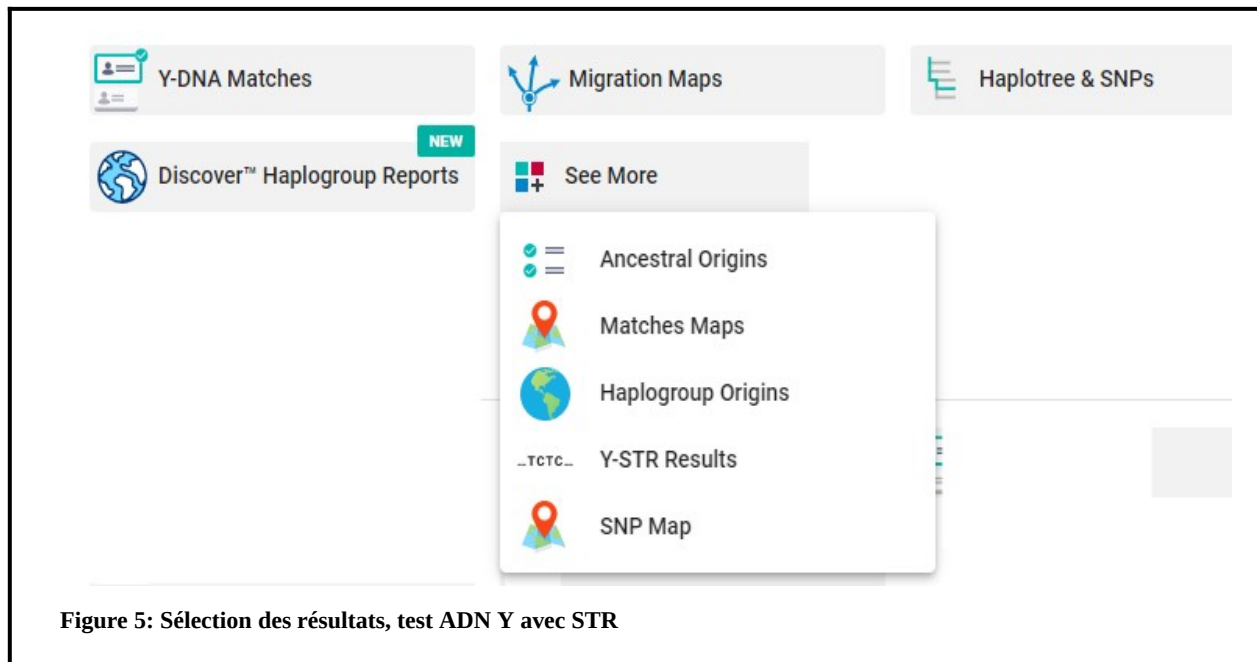 Y-DNA Matches
Migration Maps
Haplotree & SNPs
NEW
Discover™ Haplogroup Reports
See More
Ancestral Origins
Matches Maps
Haplogroup Origins
...TCTC... Y-STR Results
SNP Map
Figure 5: Sélection des résultats, test ADN Y avec STR